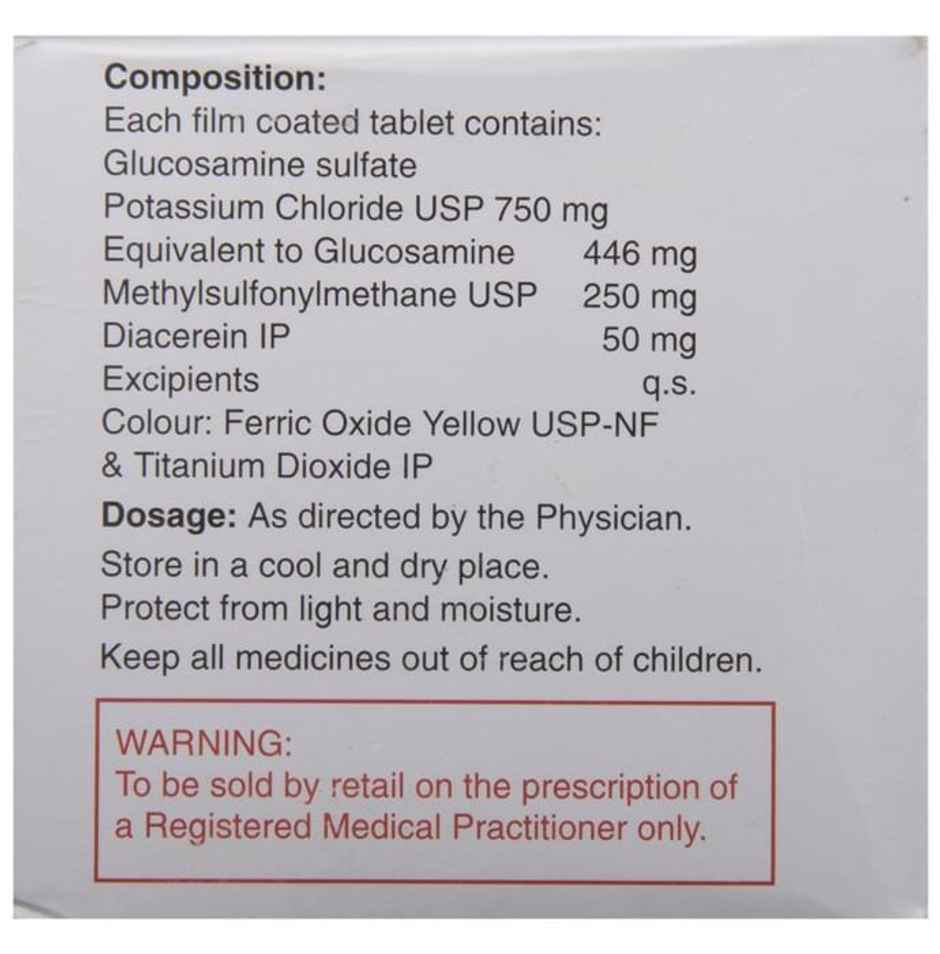 Composition:
Each film coated tablet contains:
Glucosamine sulfate
Potassium Chloride USP 750 mg
Equivalent to Glucosamine 446 mg
Methylsulfonylmethane USP 250 mg
Diacerein IP 50 mg
Excipients q.s.
Colour: Ferric Oxide Yellow USP-NF
& Titanium Dioxide IP
Dosage: As directed by the Physician.
Store in a cool and dry place.
Protect from light and moisture.
Keep all medicines out of reach of children.
WARNING:
To be sold by retail on the prescription of
a Registered Medical Practitioner only.